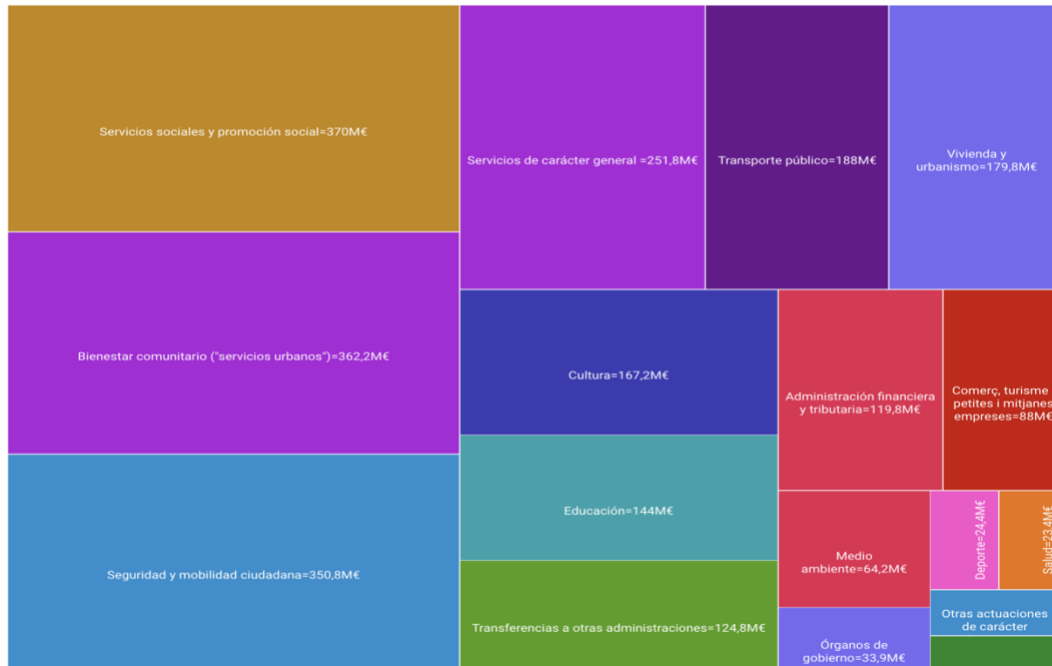 Servicios sociales y promoción social=370M€
Bienestar comunitario ("servicios urbanos")=362,2M€
Seguridad y mobilidad ciudadana=350,8M€
Servicios de carácter general =251,8M€
Transporte público=188M€
Vivienda y
urbanismo=179,8M€
Cultura=167,2M€
Educación=144M€
Transferencias a otras administraciones=124,8M€
Administración financiera
y tributaria=119,8M€
Comerç, turisme i
petites i mitjanes
empreses=88M€
Medio
ambiente=64,2M€
Órganos de
gobierno=33,9M€
Deporte=24,4M€
Salud=23,4M€
Otras actuaciones
de carácter